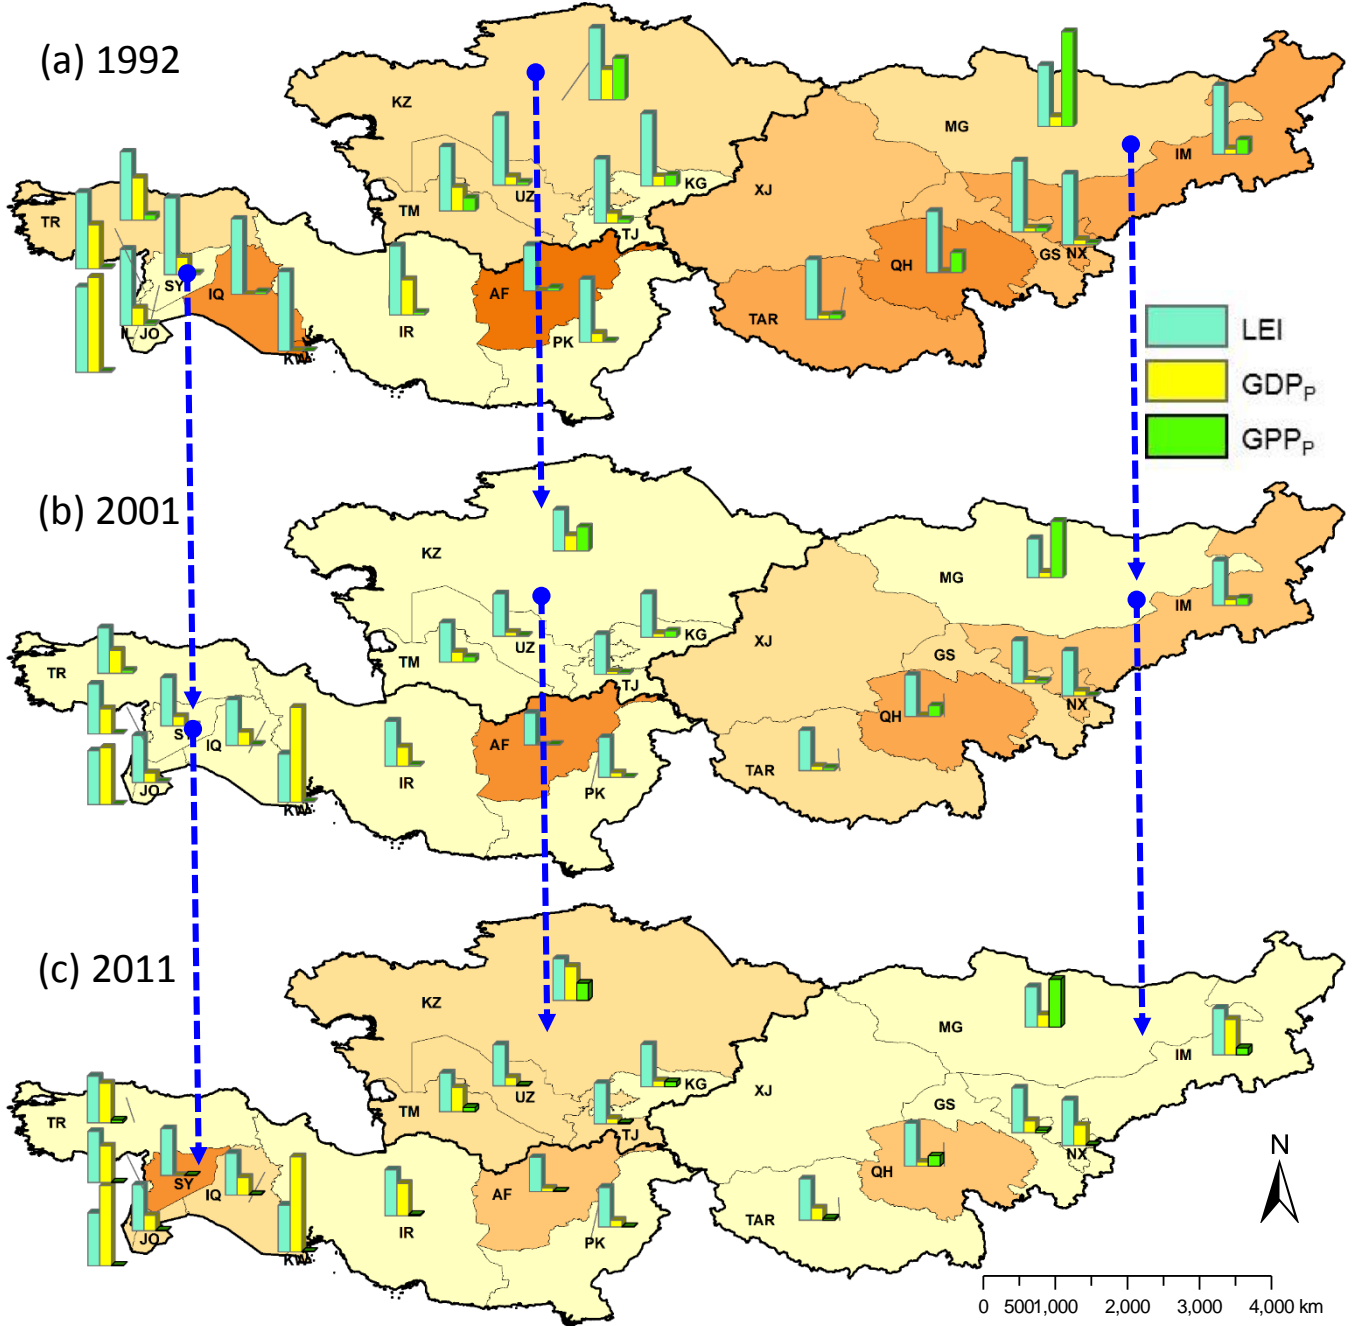 (a) 1992
KZ
MG
IM
TR
TM
UZ
KG
TJ
XJ
SY
IQ
IL
JO
KW
IR
AF
PK
TAR
QH
GS
NX
LEI
GDPP
GPPP
(b) 2001
KZ
MG
IM
TR
TM
UZ
KG
TJ
XJ
GS
NX
QH
IQ
JO
KW
IR
AF
PK
TAR
(c) 2011
KZ
MG
IM
TR
TM
UZ
KG
TJ
XJ
GS
NX
QH
SY
IQ
JO
KW
IR
AF
PK
TAR
N
0 500 1,000 2,000 3,000 4,000 km